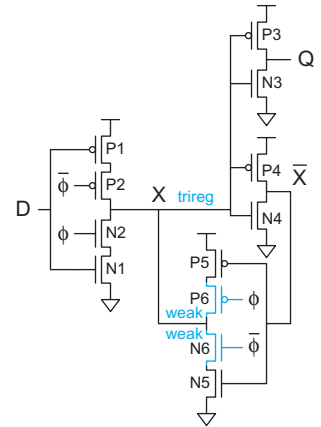 P3
Q
N3
P1
φ̄ P2
P4
X̄
X trireg
D
φ N2
N4
N1
P5
P6 φ
weak
weak
N6 φ̄
N5